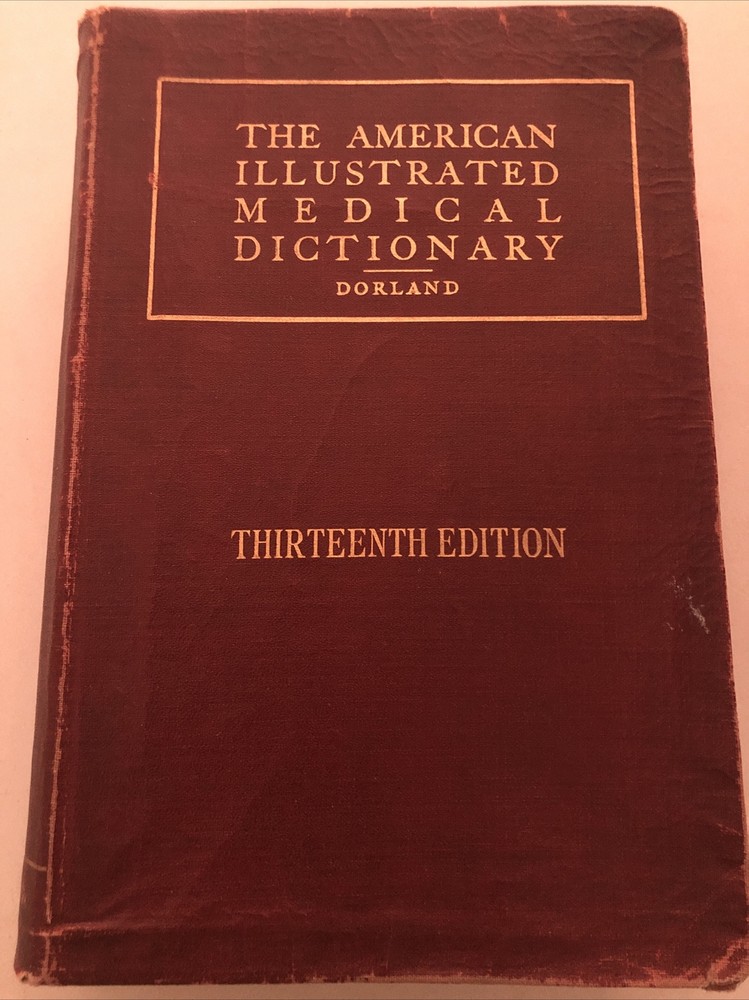 THE AMERICAN
ILLUSTRATED
MEDICAL
DICTIONARY
DORLAND
THIRTEENTH EDITION